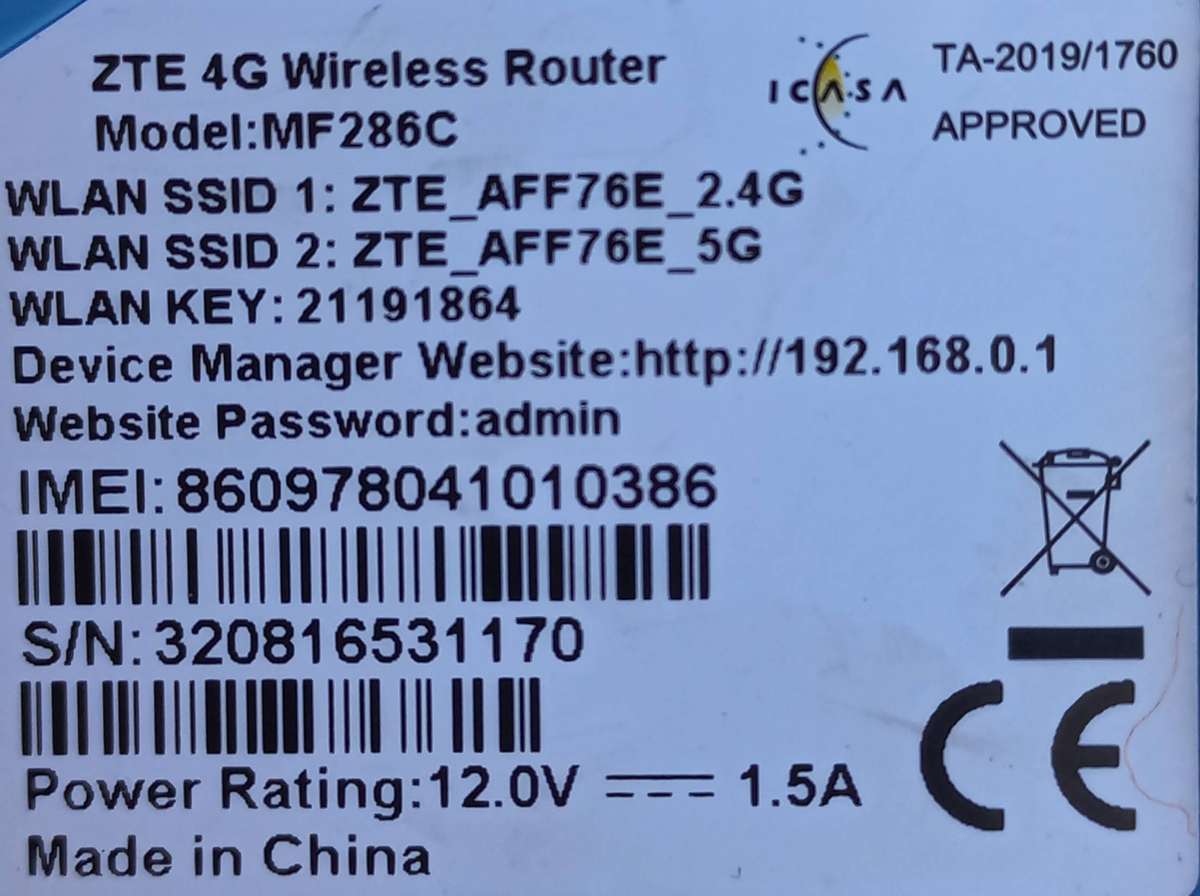 ZTE 4G Wireless Router
Model:MF286C
ICASA
TA-2019/1760
APPROVED
WLAN SSID 1: ZTE_AFF76E_2.4G
WLAN SSID 2: ZTE_AFF76E_5G
WLAN KEY: 21191864
Device Manager Website:http://192.168.0.1
Website Password:admin
IMEI: 860978041010386
S/N: 320816531170
Power Rating:12.0V ⎓ 1.5A
Made in China
CE